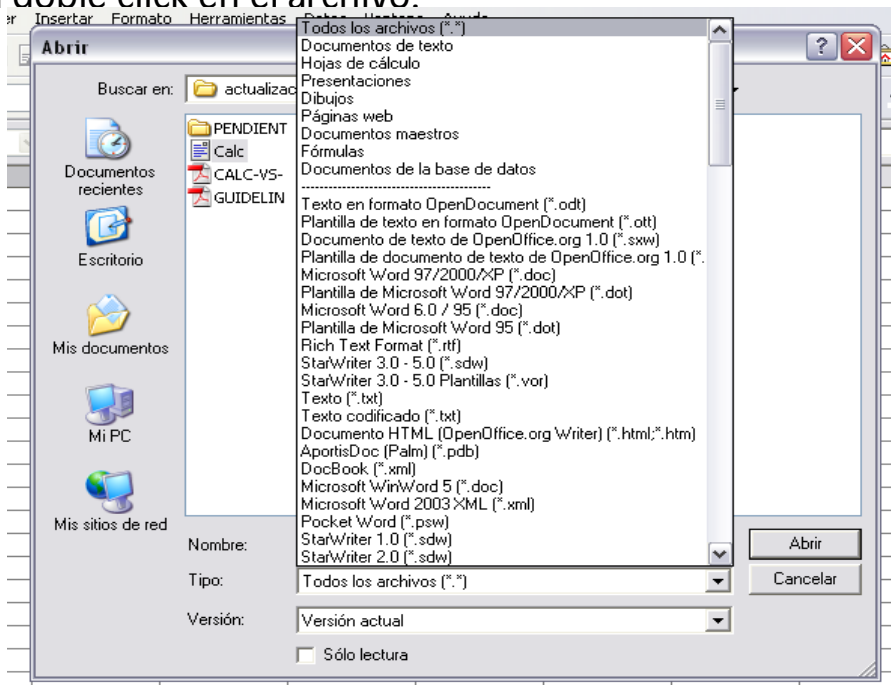 doble click en el archivo.
Insertar Formato Herramientas Datos Ventana Ayuda
Abrir
Buscar en: actualizac
Documentos recientes
Escritorio
Mis documentos
Mi PC
Mis sitios de red
PENDIENT
Calc
CALC-VS-
GUIDELIN
Todos los archivos (*.*)
Documentos de texto
Hojas de cálculo
Presentaciones
Dibujos
Páginas web
Documentos maestros
Fórmulas
Documentos de la base de datos
------------------------------------------
Texto en formato OpenDocument (*.odt)
Plantilla de texto en formato OpenDocument (*.ott)
Documento de texto de OpenOffice.org 1.0 (*.sxw)
Plantilla de documento de texto de OpenOffice.org 1.0 (*.
Microsoft Word 97/2000/XP (*.doc)
Plantilla de Microsoft Word 97/2000/XP (*.dot)
Microsoft Word 6.0 / 95 (*.doc)
Plantilla de Microsoft Word 95 (*.dot)
Rich Text Format (*.rtf)
StarWriter 3.0 - 5.0 (*.sdw)
StarWriter 3.0 - 5.0 Plantillas (*.vor)
Texto (*.txt)
Texto codificado (*.txt)
Documento HTML (OpenOffice.org Writer) (*.html;*.htm)
AportisDoc (Palm) (*.pdb)
DocBook (*.xml)
Microsoft WinWord 5 (*.doc)
Microsoft Word 2003 XML (*.xml)
Pocket Word (*.psw)
StarWriter 1.0 (*.sdw)
StarWriter 2.0 (*.sdw)
Nombre:
Abrir
Tipo: Todos los archivos (*.*)
Cancelar
Versión: Versión actual
Sólo lectura